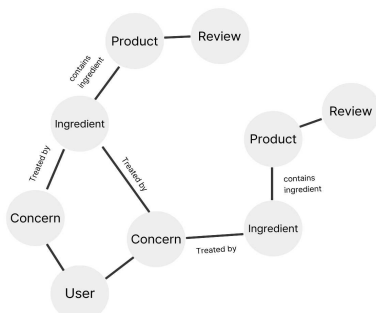 Product
Review
contains
ingredient
Ingredient
Review
Product
Treated by
Treated by
contains
ingredient
Concern
Concern
Ingredient
Treated by
User